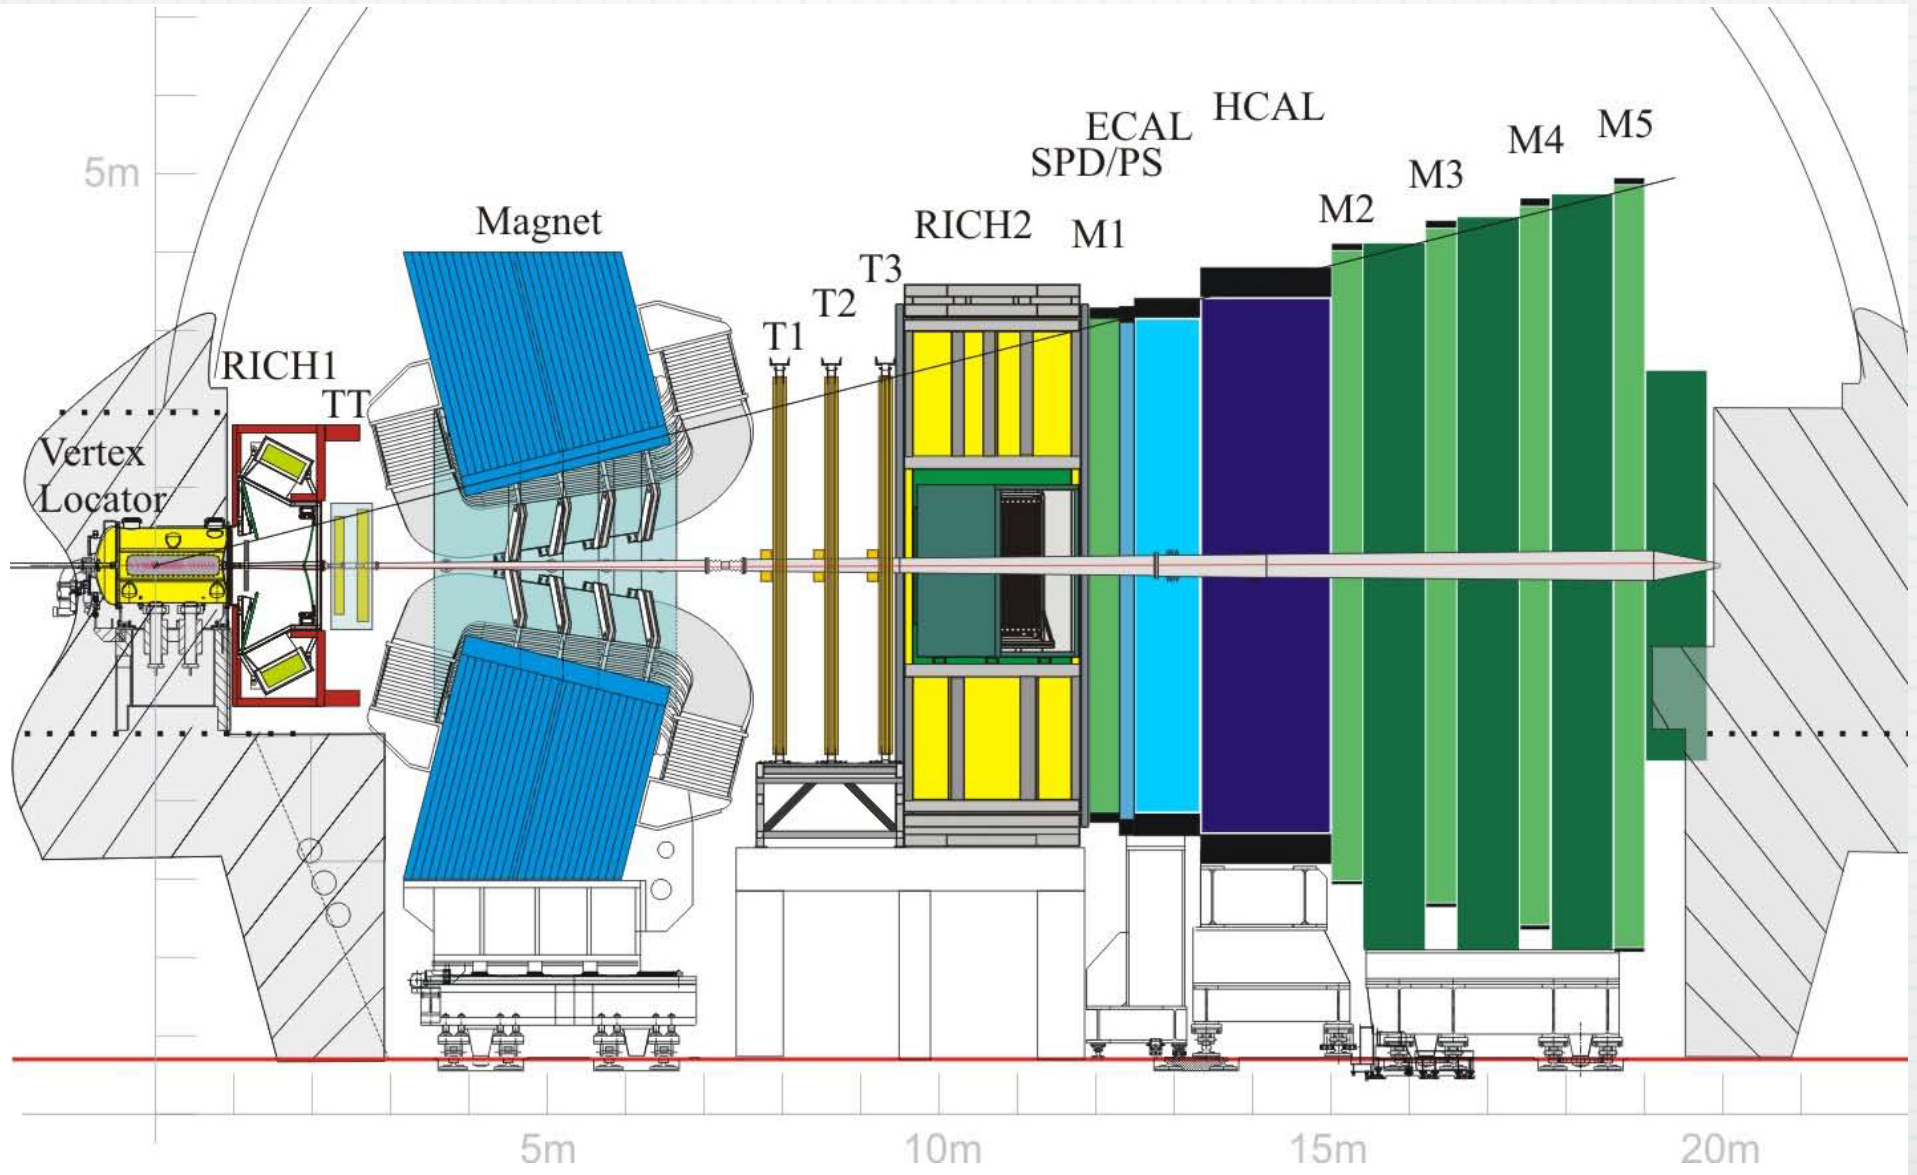 HCAL
ECAL
M5
M4
SPD/PS
5m
M3
M2
Magnet
RICH2
M1
T3
T2
T1
RICH1
TT
Vertex
Locator
5m
10m
15m
20m